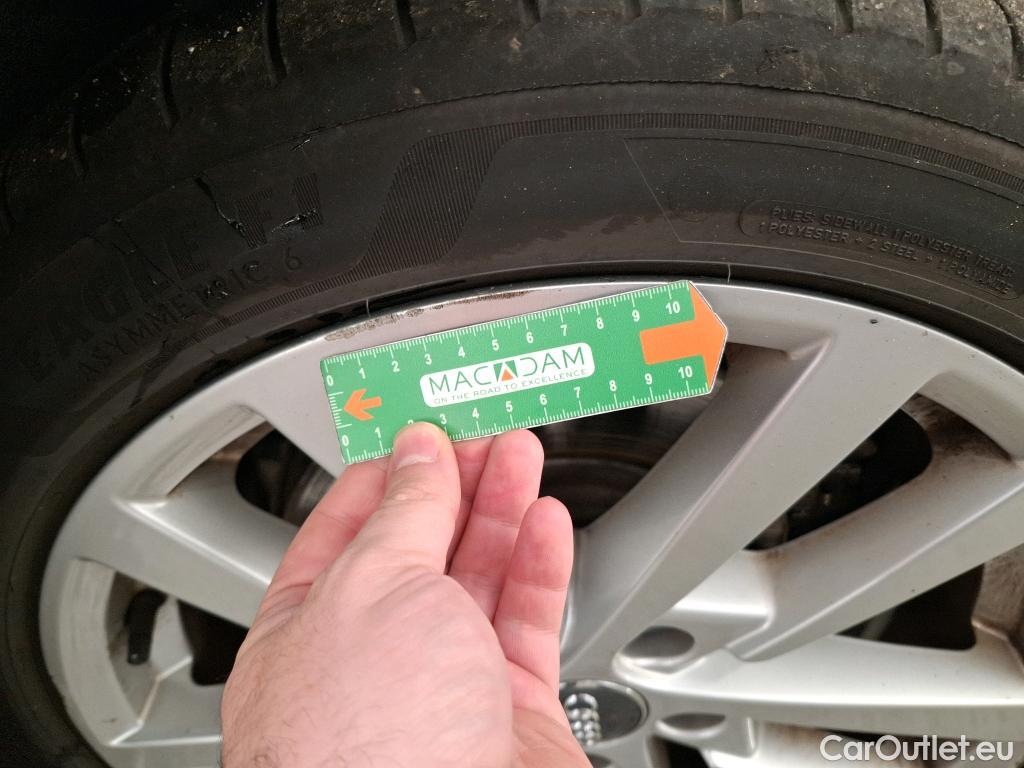 EAGLE F1
ASYMMETRIC 6
PLIES: SIDEWALL 1 POLYESTER TREAD
1 POLYESTER + 2 STEEL + 1 POLYAMIDE
0 1 2 3 4 5 6 7 8 9 10
MACADAM
ON THE ROAD TO EXCELLENCE
0 1 2 3 4 5 6 7 8 9 10
CarOutlet.eu